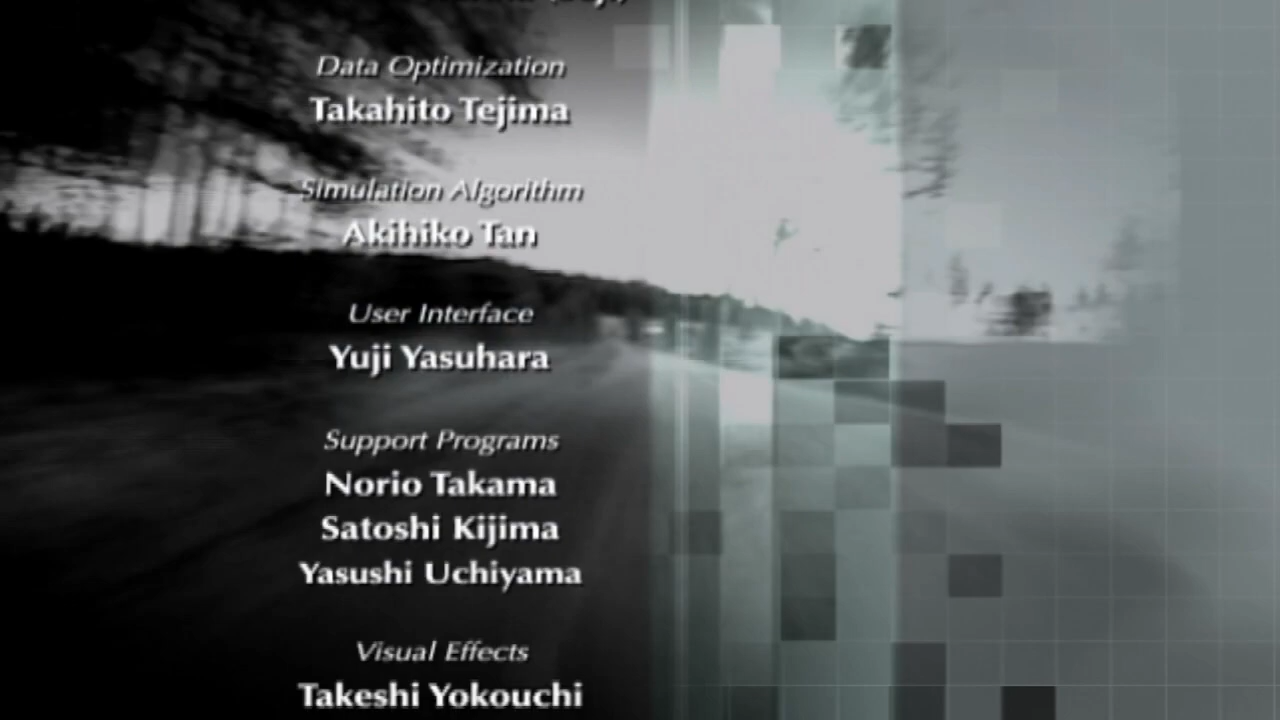 Data Optimization
Takahito Tejima
Simulation Algorithm
Akihiko Tan
User Interface
Yuji Yasuhara
Support Programs
Norio Takama
Satoshi Kijima
Yasushi Uchiyama
Visual Effects
Takeshi Yokouchi